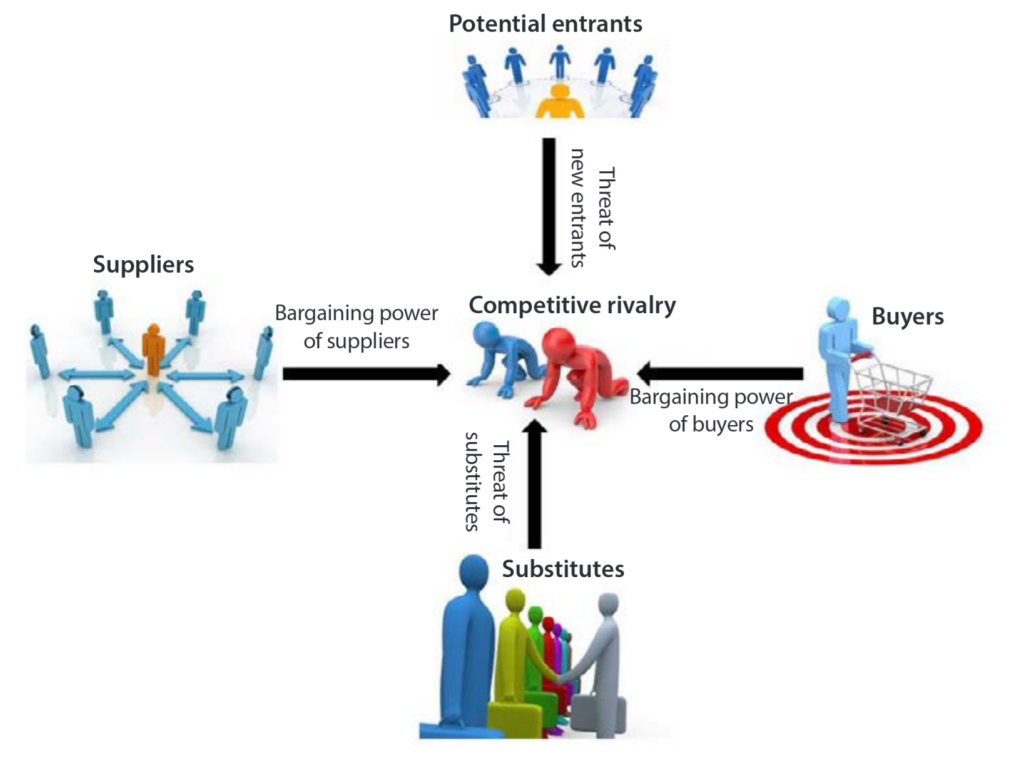 Potential entrants
Threat of
new entrants
Suppliers
Bargaining power
of suppliers
Competitive rivalry
Buyers
Bargaining power
of buyers
Threat of
substitutes
Substitutes